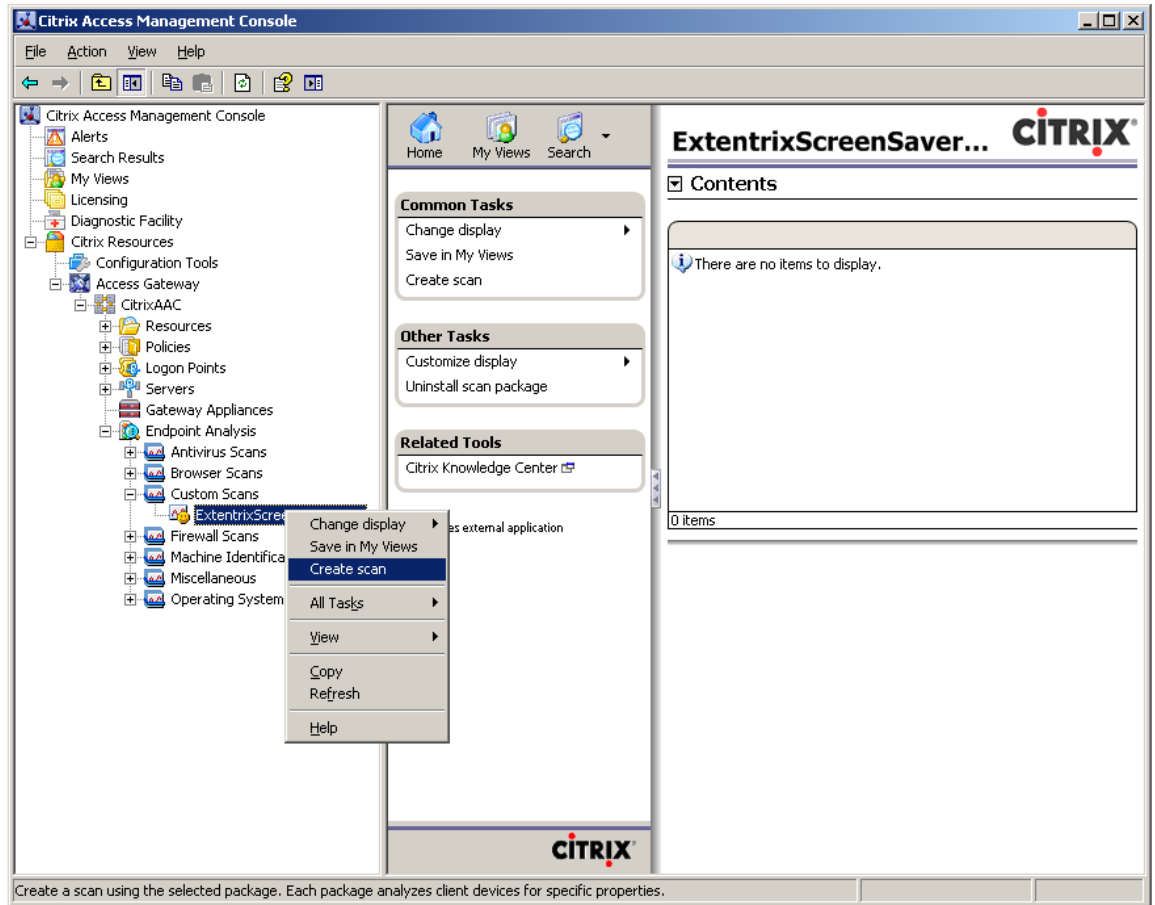 Citrix Access Management Console
File Action View Help
Citrix Access Management Console
Alerts
Search Results
My Views
Licensing
Diagnostic Facility
Citrix Resources
Configuration Tools
Access Gateway
CitrixAAC
Resources
Policies
Logon Points
Servers
Gateway Appliances
Endpoint Analysis
Antivirus Scans
Browser Scans
Custom Scans
ExtentrixScre
Firewall Scans
Machine Identifica
Miscellaneous
Operating System
Change display
Save in My Views
Create scan
All Tasks
View
Copy
Refresh
Help
Home My Views Search
Common Tasks
Change display
Save in My Views
Create scan
Other Tasks
Customize display
Uninstall scan package
Related Tools
Citrix Knowledge Center
es external application
CITRIX
ExtentrixScreenSaver... CITRIX
Contents
There are no items to display.
0 items
Create a scan using the selected package. Each package analyzes client devices for specific properties.